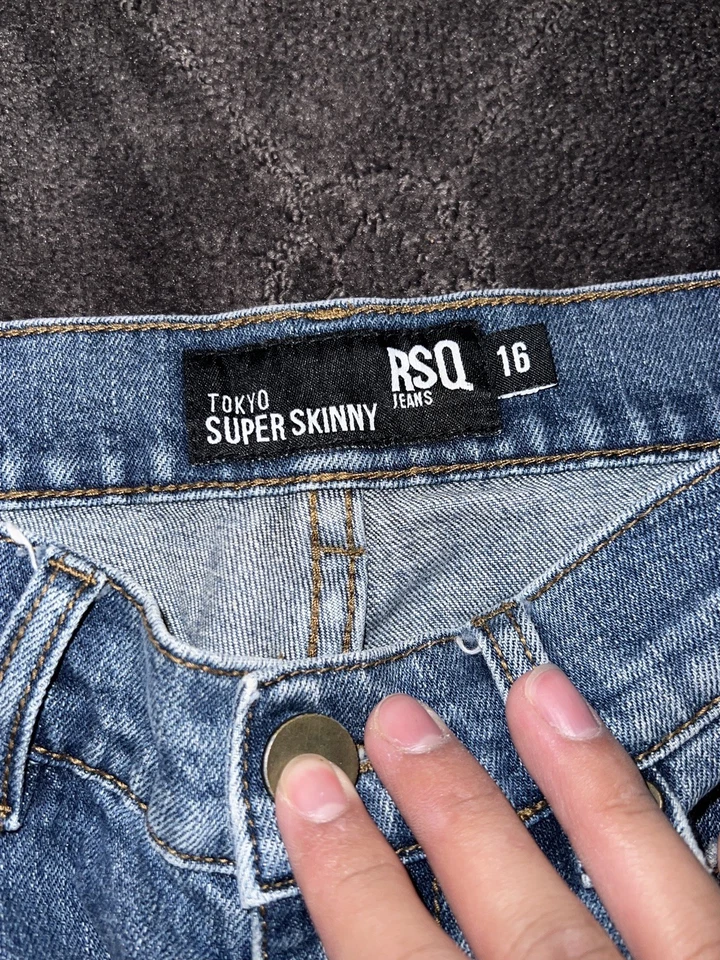 TOKYO
SUPER SKINNY
RSQ
JEANS
16